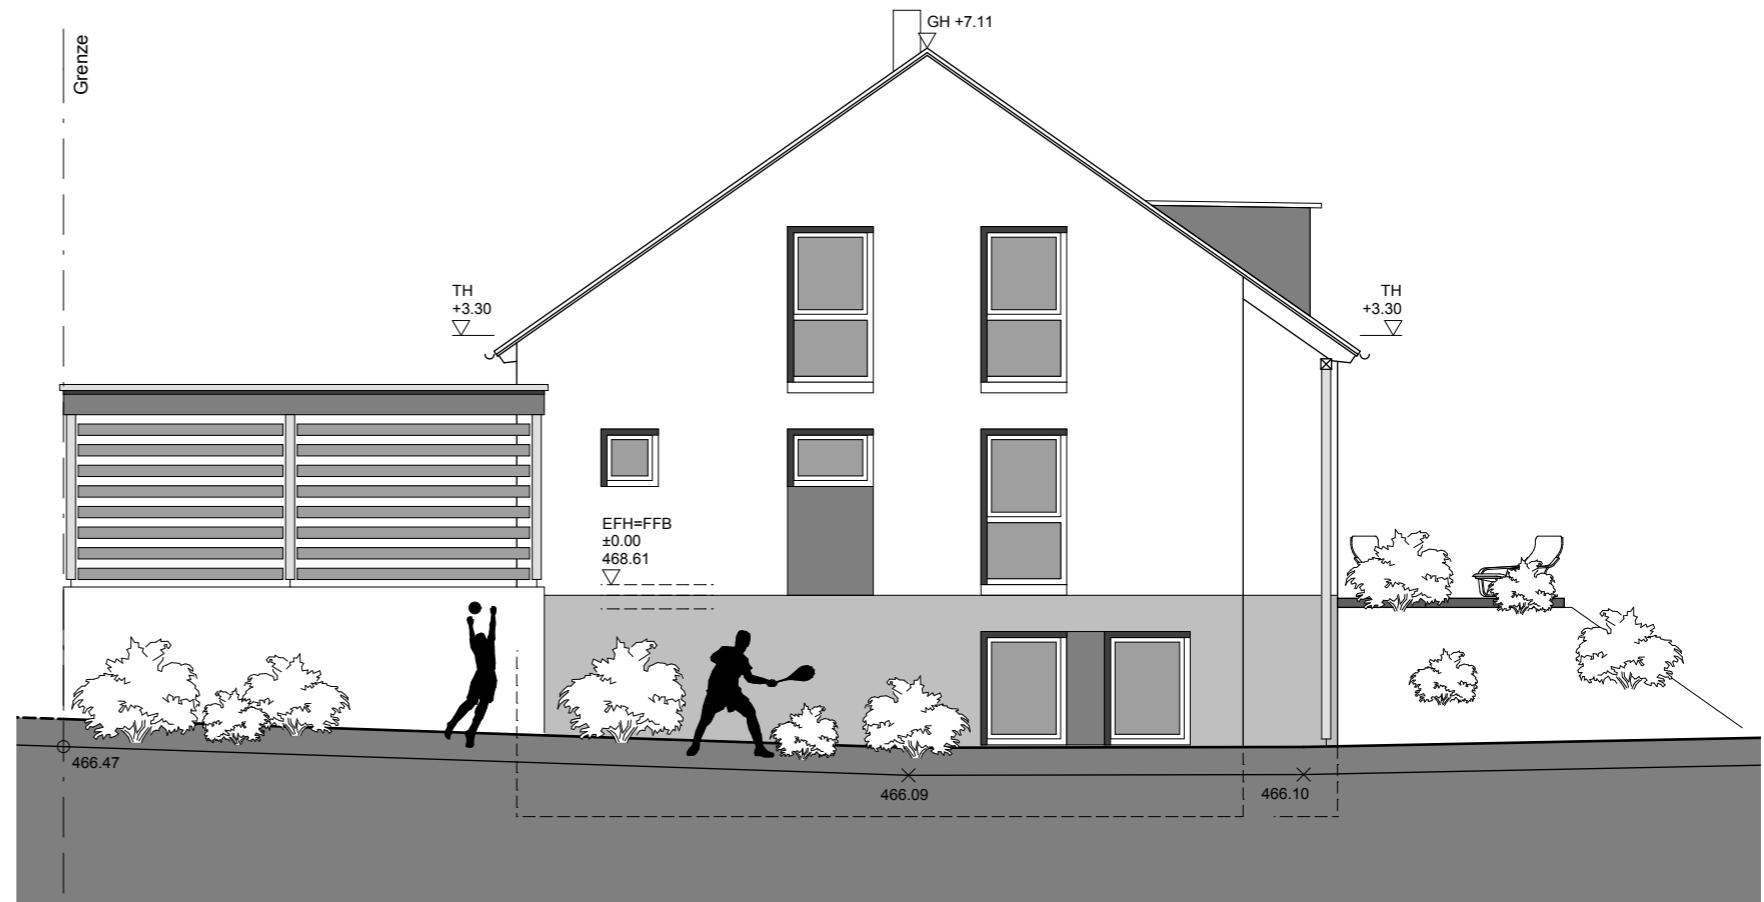 Grenze
GH +7.11
TH
+3.30
TH
+3.30
EFH=FFB
±0.00
468.61
466.47
466.09
466.10